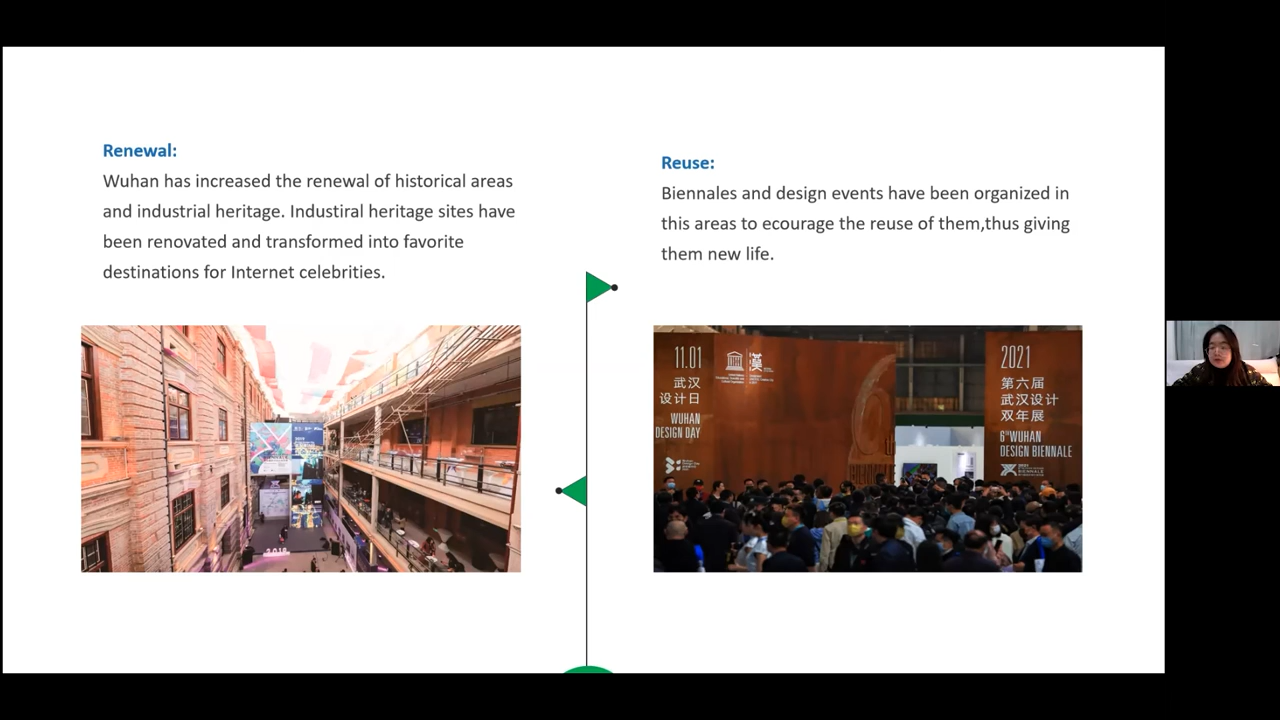 Renewal:
Wuhan has increased the renewal of historical areas
and industrial heritage. Industiral heritage sites have
been renovated and transformed into favorite
destinations for Internet celebrities.
Reuse:
Biennales and design events have been organized in
this areas to ecourage the reuse of them,thus giving
them new life.
11.01
武汉
设计日
WUHAN
DESIGN DAY
漢
2021
第六届
武汉设计
双年展
6th WUHAN
DESIGN BIENNALE